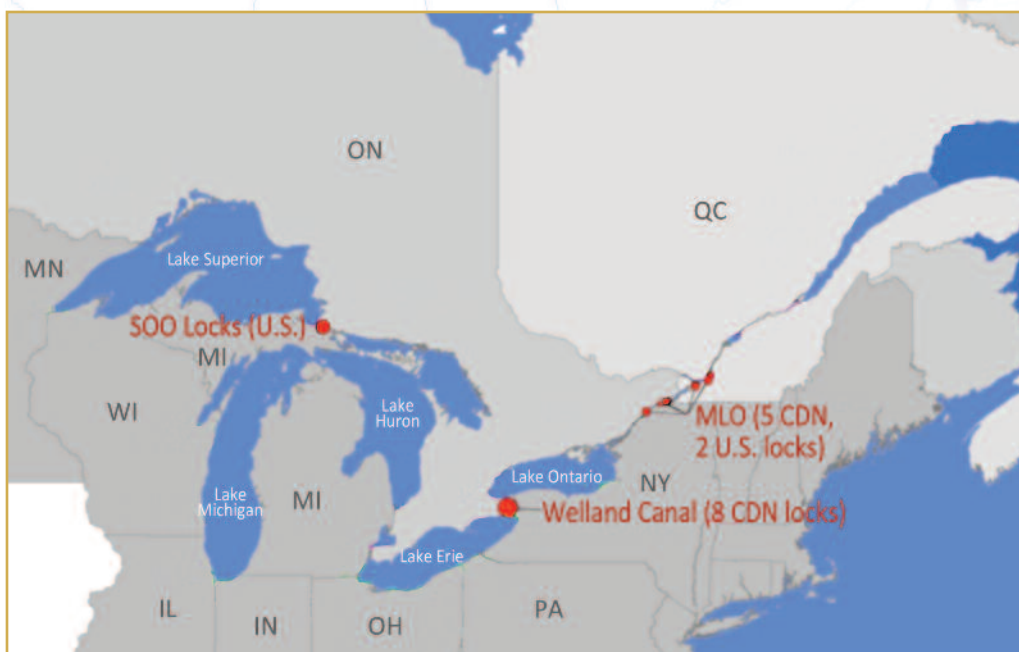 ON
QC
MN
Lake Superior
SOO Locks (U.S.)
MI
WI
Lake
Huron
MLO (5 CDN,
2 U.S. locks)
Lake
Michigan
MI
Lake Ontario
NY
Welland Canal (8 CDN locks)
Lake Erie
IL
IN
OH
PA